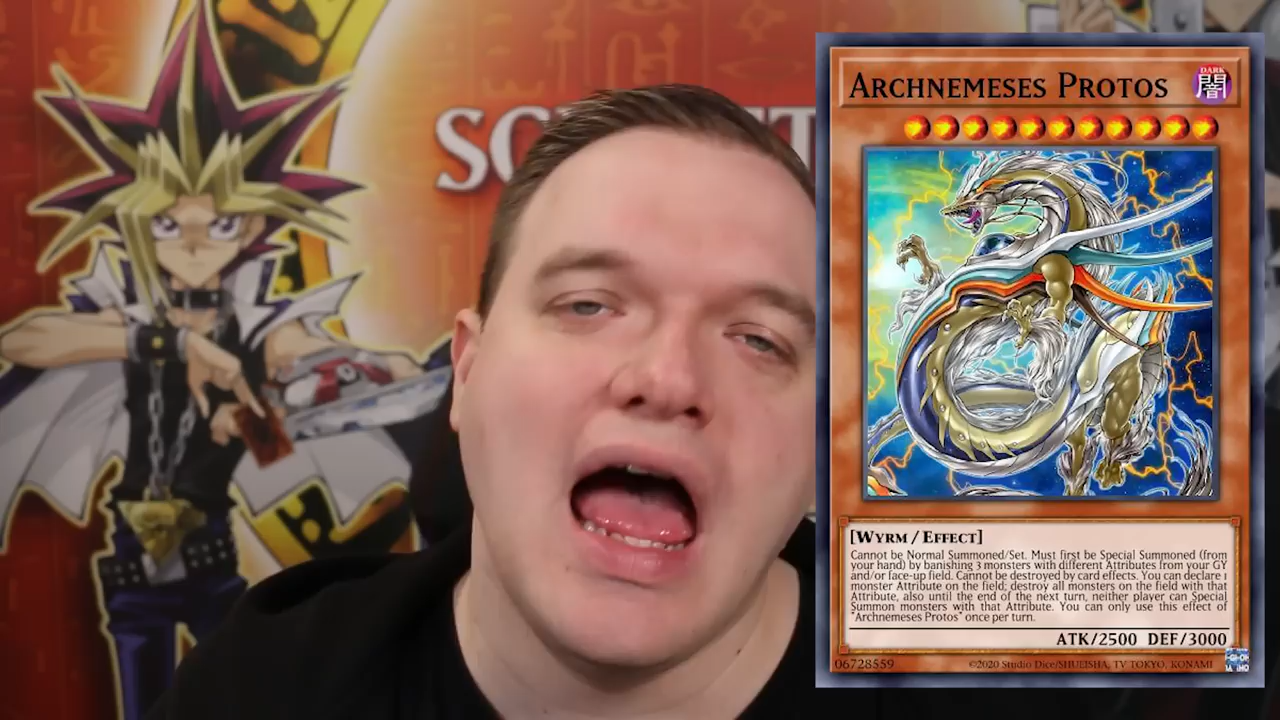 ARCHNEMESES PROTOS
DARK
闇
[WYRM / EFFECT]
Cannot be Normal Summoned/Set. Must first be Special Summoned (from
your hand) by banishing 3 monsters with different Attributes from your GY
and/or face-up field. Cannot be destroyed by card effects. You can declare 1
monster Attribute on the field; destroy all monsters on the field with that
Attribute, also until the end of the next turn, neither player can Special
Summon monsters with that Attribute. You can only use this effect of
"Archnemeses Protos" once per turn.
ATK/2500 DEF/3000
06728559
©2020 Studio Dice/SHUEISHA, TV TOKYO, KONAMI